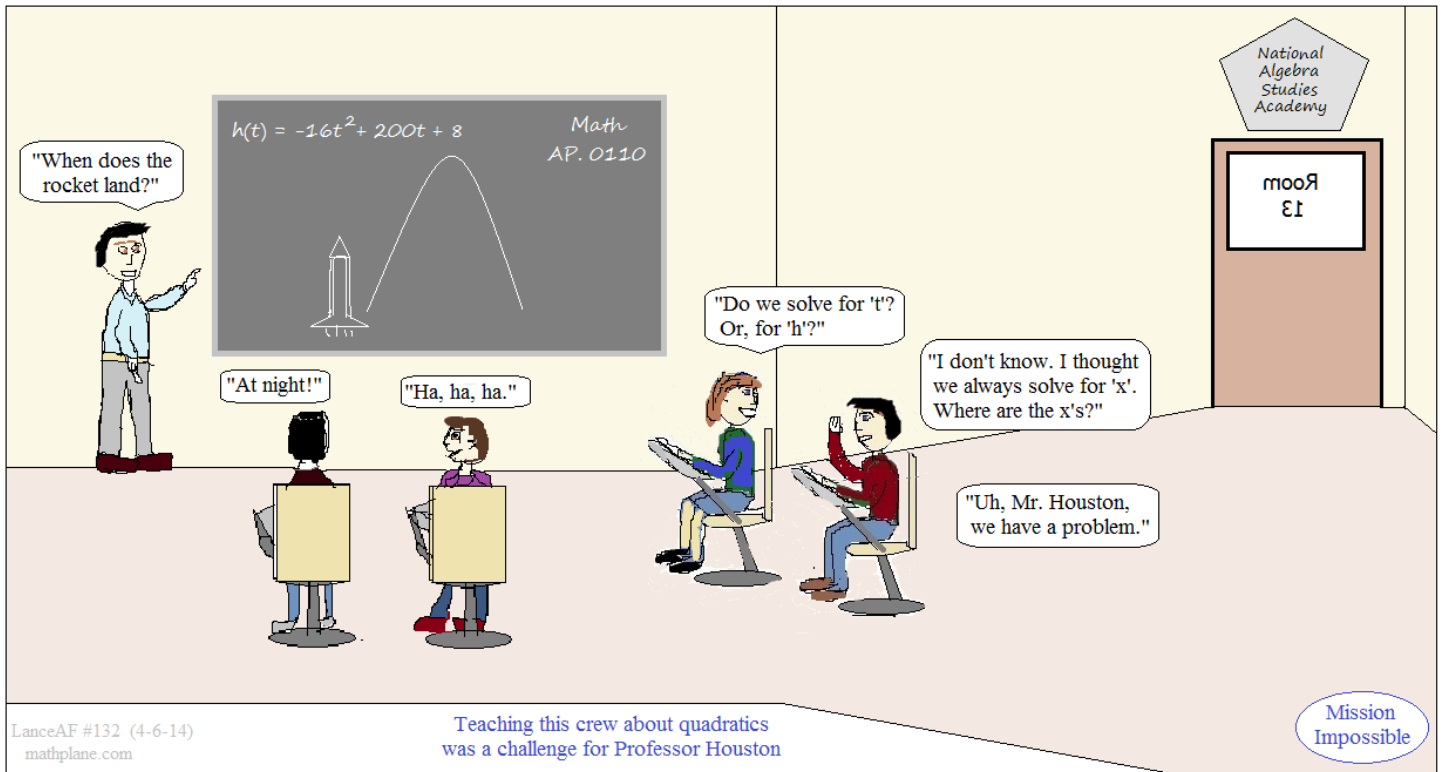 National
Algebra
Studies
Academy
h(t) = -16t²+ 200t + 8
Math
AP. 0110
"When does the
rocket land?"
Room
13
"Do we solve for 't'?
Or, for 'h'?"
"I don't know. I thought
we always solve for 'x'.
Where are the x's?"
"At night!"
"Ha, ha, ha."
"Uh, Mr. Houston,
we have a problem."
LanceAF #132 (4-6-14)
mathplane.com
Teaching this crew about quadratics
was a challenge for Professor Houston
Mission
Impossible